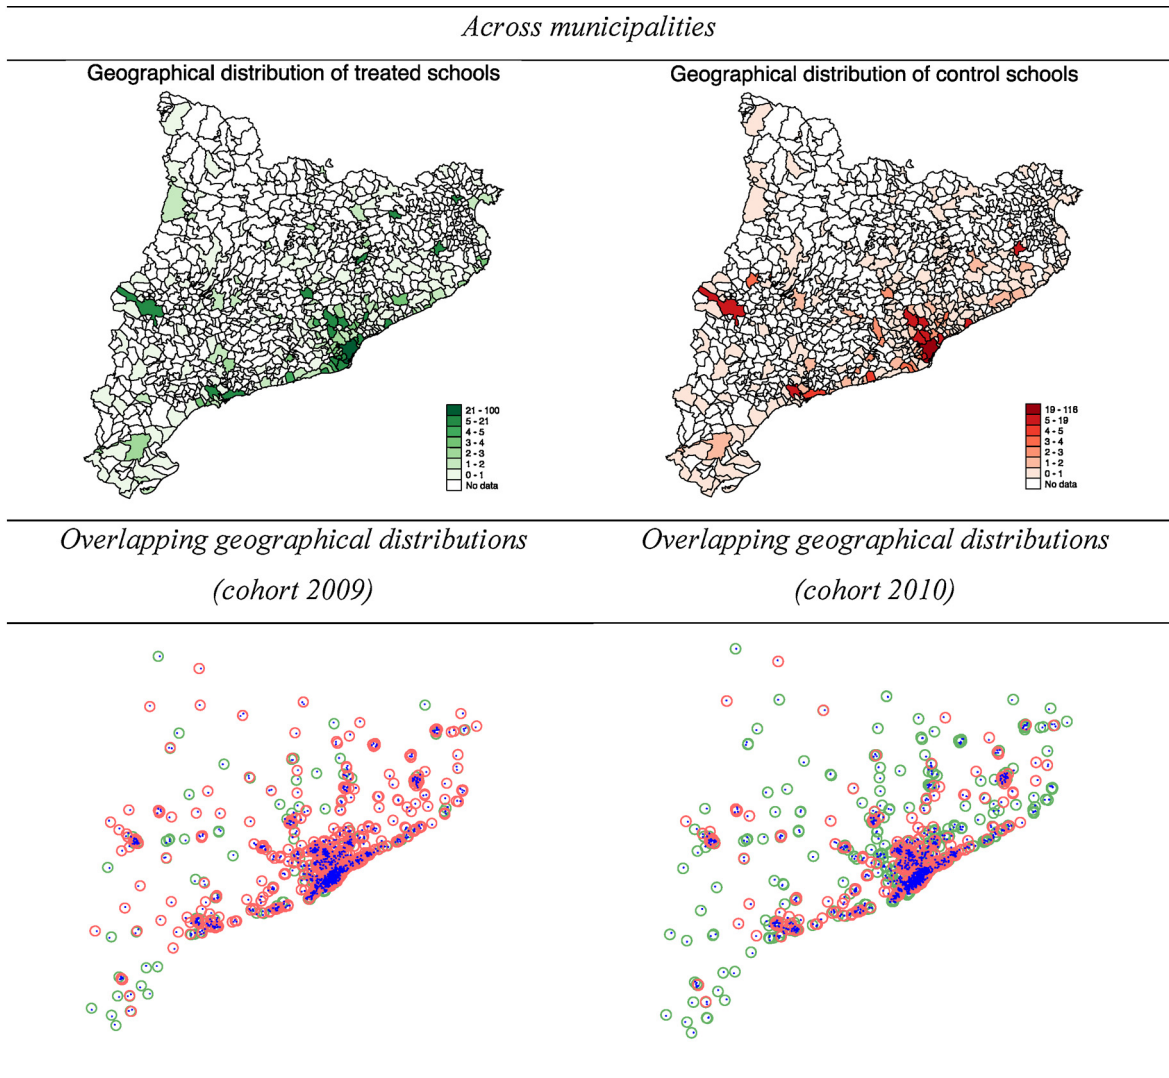 Across municipalities
Geographical distribution of treated schools
21 - 100
5 - 21
4 - 5
3 - 4
2 - 3
1 - 2
0 - 1
No data
Geographical distribution of control schools
19 - 116
5 - 19
4 - 5
3 - 4
2 - 3
1 - 2
0 - 1
No data
Overlapping geographical distributions
(cohort 2009)
Overlapping geographical distributions
(cohort 2010)